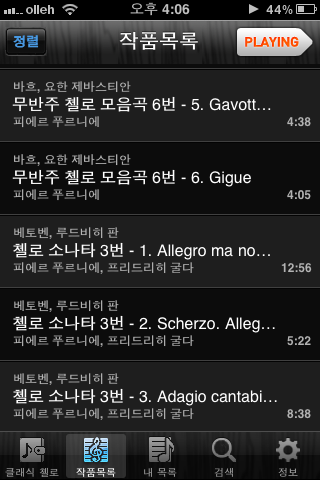 olleh 오후 4:06 44%
정렬 작품목록 PLAYING
바흐, 요한 제바스티안
무반주 첼로 모음곡 6번 - 5. Gavott...
피에르 푸르니에 4:38
바흐, 요한 제바스티안
무반주 첼로 모음곡 6번 - 6. Gigue
피에르 푸르니에 4:05
베토벤, 루드비히 판
첼로 소나타 3번 - 1. Allegro ma no...
피에르 푸르니에, 프리드리히 굴다 12:56
베토벤, 루드비히 판
첼로 소나타 3번 - 2. Scherzo. Alleg...
피에르 푸르니에, 프리드리히 굴다 5:22
베토벤, 루드비히 판
첼로 소나타 3번 - 3. Adagio cantabi...
피에르 푸르니에, 프리드리히 굴다 8:38
클래식 첼로 작품목록 내 목록 검색 정보